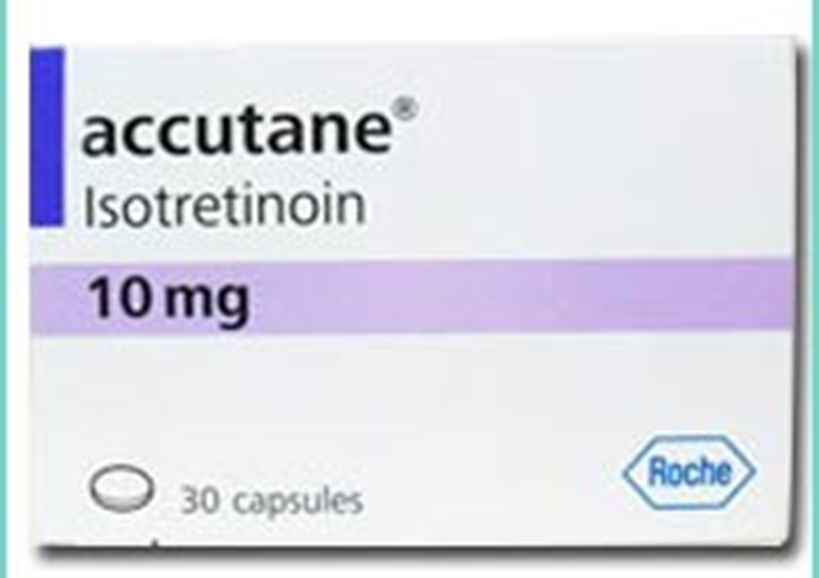 accutane®
Isotretinoin
10 mg
30 capsules
Roche